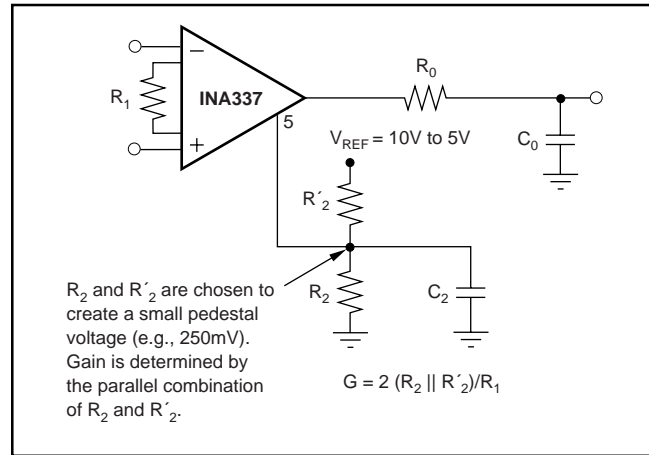 −
R1
INA337
+
5
R0
VREF = 10V to 5V
C0
R´2
R2
C2
R2 and R´2 are chosen to
create a small pedestal
voltage (e.g., 250mV).
Gain is determined by
the parallel combination
of R2 and R´2.
G = 2 (R2 || R´2)/R1